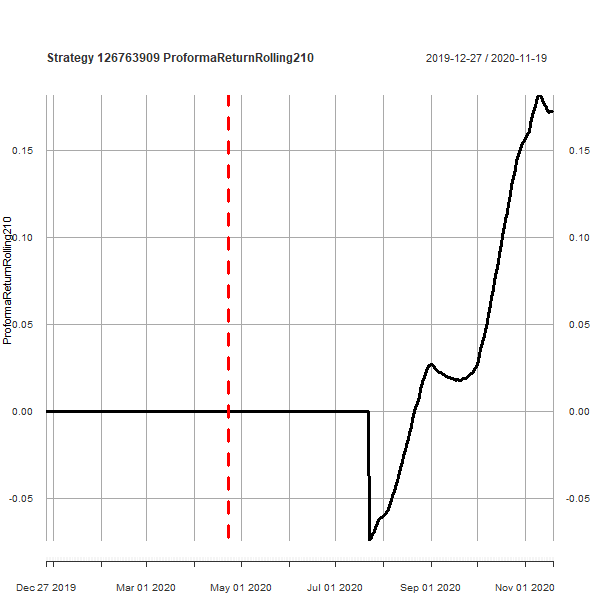 Strategy 126763909 ProformaReturnRolling210
2019-12-27 / 2020-11-19
ProformaReturnRolling210
0.15 0.15
0.10 0.10
0.05 0.05
0.00 0.00
-0.05 -0.05
Dec 27 2019 Mar 01 2020 May 01 2020 Jul 01 2020 Sep 01 2020 Nov 01 2020